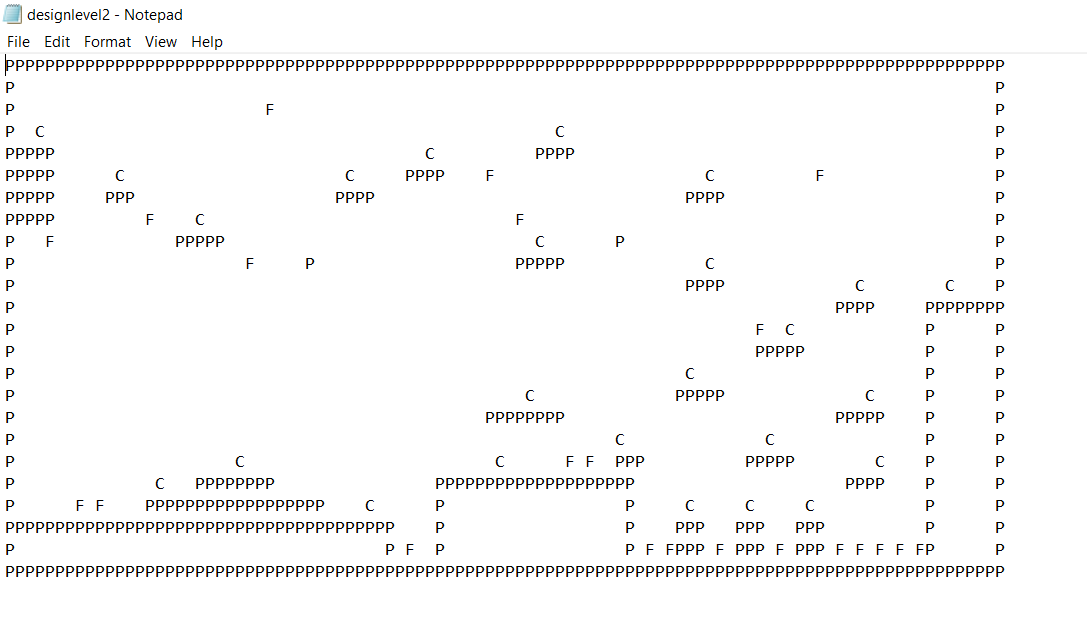 designlevel2 - Notepad
File Edit Format View Help
PPPPPPPPPPPPPPPPPPPPPPPPPPPPPPPPPPPPPPPPPPPPPPPPPPPPPPPPPPPPPPPPPPPPPPPPPPPPPPPPPPPPPPPPPPPPPPPPPPPP
P                                                                                                  P
P                         F                                                                        P
P  C                                                   C                                           P
PPPPP                                     C          PPPP                                          P
PPPPP      C                      C     PPPP    F                     C          F                 P
PPPPP     PPP                    PPPP                               PPPP                           P
PPPPP         F    C                               F                                               P
P   F            PPPPP                               C       P                                     P
P                       F     P                    PPPPP              C                            P
P                                                                   PPPP             C        C    P
P                                                                                  PPPP     PPPPPPPP
P                                                                          F  C             P      P
P                                                                          PPPPP            P      P
P                                                                   C                       P      P
P                                                   C              PPPPP              C     P      P
P                                               PPPPPPPP                           PPPPP    P      P
P                                                            C              C               P      P
P                      C                         C      F F  PPP          PPPPP        C    P      P
P              C   PPPPPPPP                PPPPPPPPPPPPPPPPPPPP                     PPPP    P      P
P      F F    PPPPPPPPPPPPPPPPPP    C      P                  P     C     C     C           P      P
PPPPPPPPPPPPPPPPPPPPPPPPPPPPPPPPPPPPPPP    P                  P    PPP   PPP   PPP          P      P
P                                     P F  P                  P F FPPP F PPP F PPP F F F F FP      P
PPPPPPPPPPPPPPPPPPPPPPPPPPPPPPPPPPPPPPPPPPPPPPPPPPPPPPPPPPPPPPPPPPPPPPPPPPPPPPPPPPPPPPPPPPPPPPPPPPPP